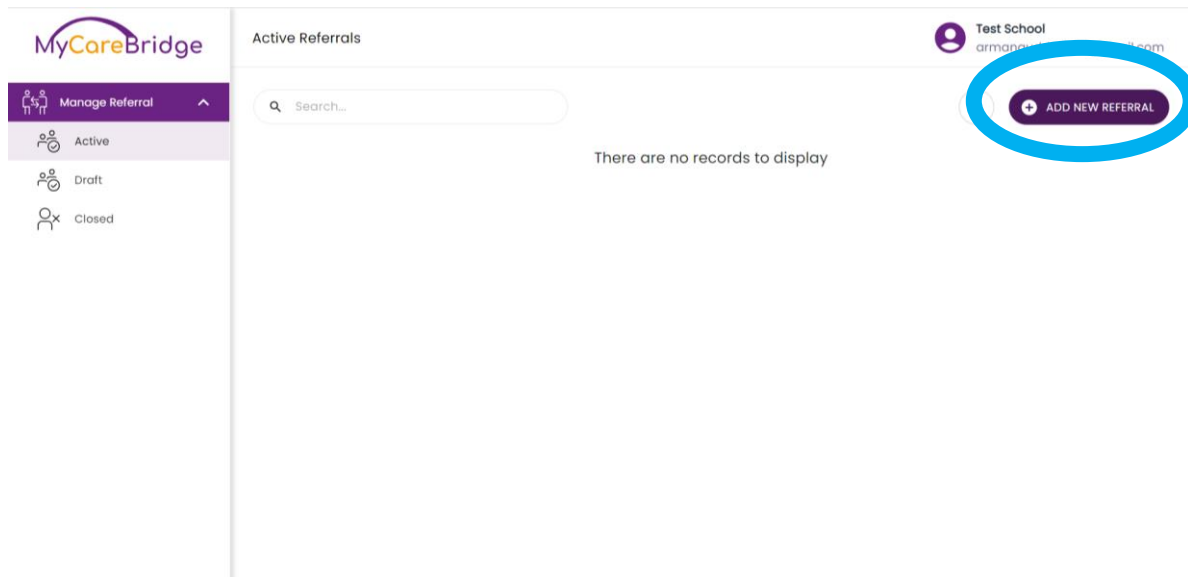 MyCareBridge
Active Referrals
Test School
Manage Referral
Search...
ADD NEW REFERRAL
Active
There are no records to display
Draft
Closed